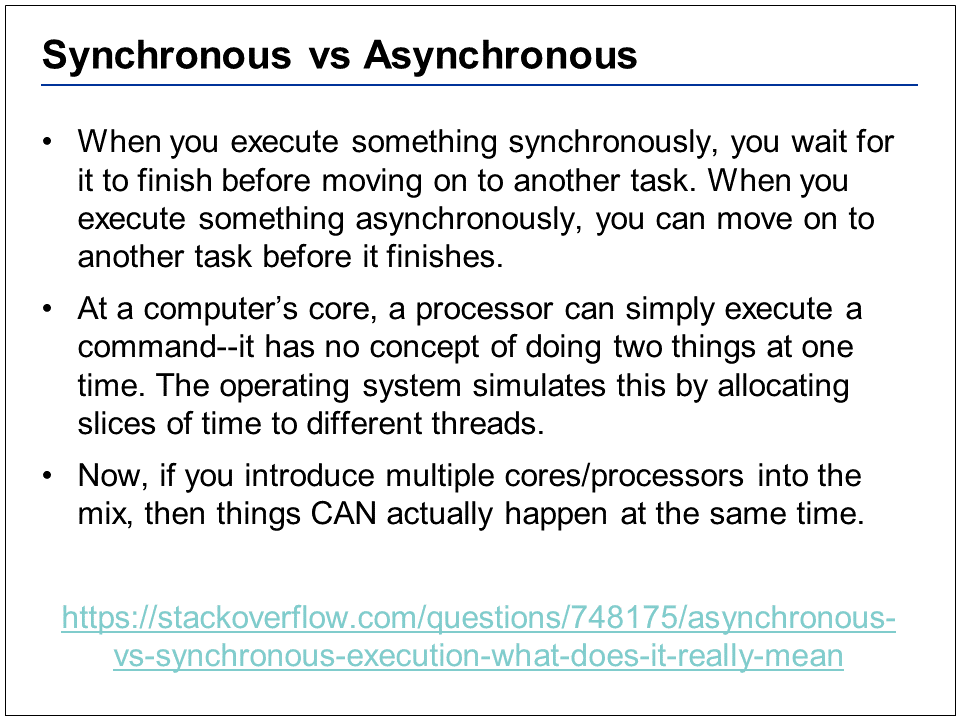 Synchronous vs Asynchronous
• When you execute something synchronously, you wait for
it to finish before moving on to another task. When you
execute something asynchronously, you can move on to
another task before it finishes.
• At a computer’s core, a processor can simply execute a
command--it has no concept of doing two things at one
time. The operating system simulates this by allocating
slices of time to different threads.
• Now, if you introduce multiple cores/processors into the
mix, then things CAN actually happen at the same time.
https://stackoverflow.com/questions/748175/asynchronous-
vs-synchronous-execution-what-does-it-really-mean